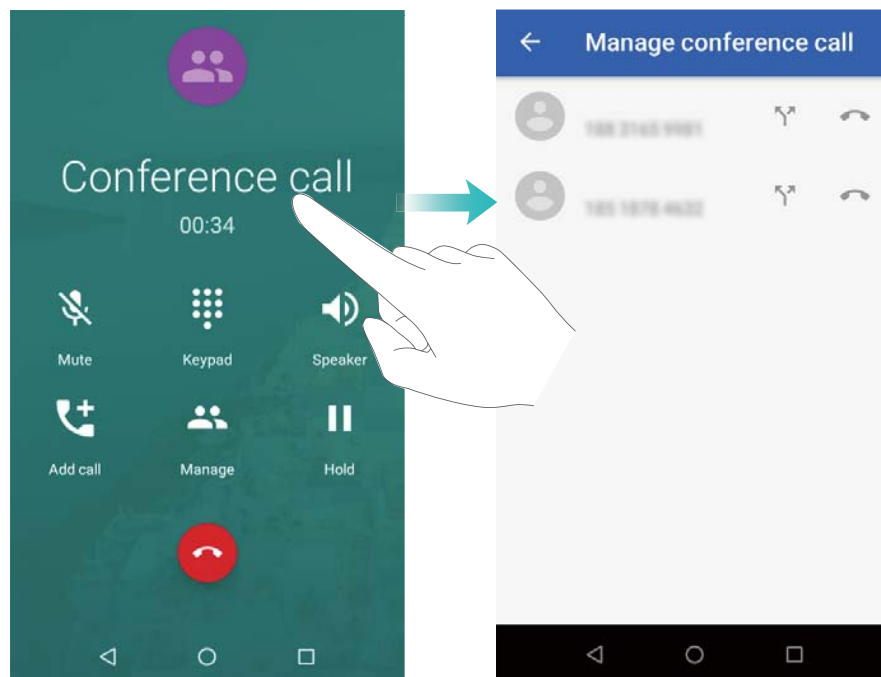 Conference call
00:34
Mute Keypad Speaker
Add call Manage Hold
Manage conference call